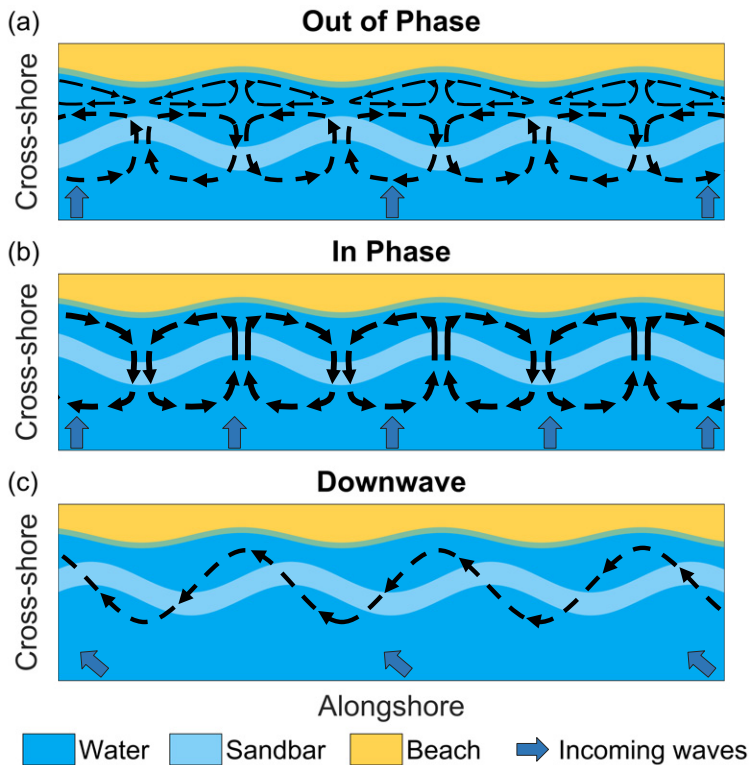 (a) Out of Phase
Cross-shore
(b) In Phase
Cross-shore
(c) Downwave
Cross-shore
Alongshore
Water Sandbar Beach Incoming waves